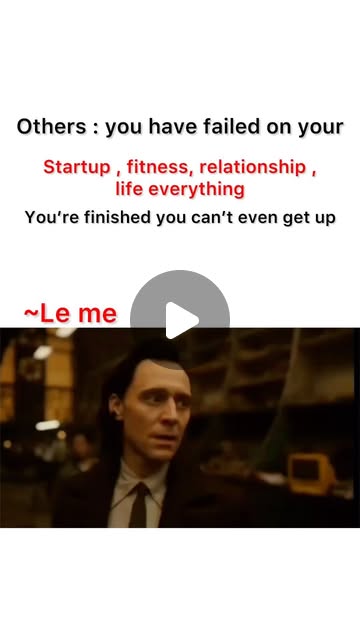 Others : you have failed on your
Startup , fitness, relationship ,
life everything
You’re finished you can’t even get up
~Le me